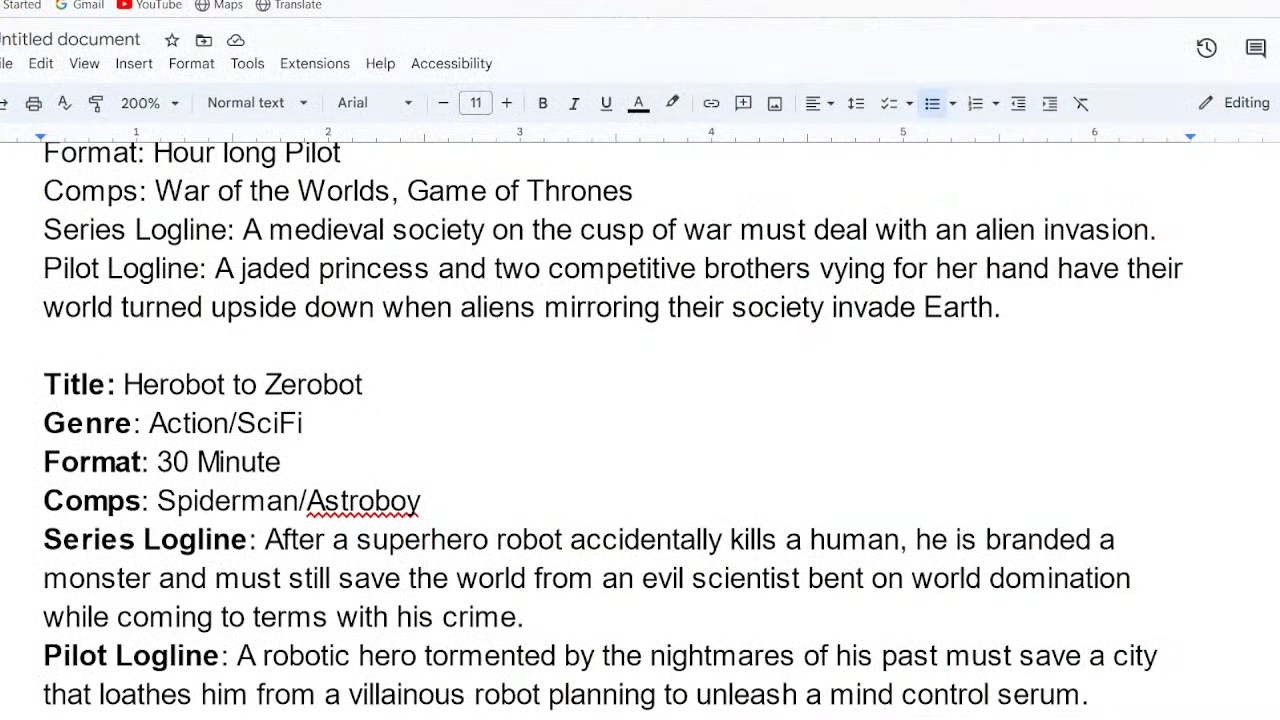 Started Gmail YouTube Maps Translate
ntitled document
ile Edit View Insert Format Tools Extensions Help Accessibility
200% Normal text Arial − 11 + B I U A Editing
1 2 3 4 5 6
Format: Hour long Pilot
Comps: War of the Worlds, Game of Thrones
Series Logline: A medieval society on the cusp of war must deal with an alien invasion.
Pilot Logline: A jaded princess and two competitive brothers vying for her hand have their
world turned upside down when aliens mirroring their society invade Earth.
Title: Herobot to Zerobot
Genre: Action/SciFi
Format: 30 Minute
Comps: Spiderman/Astroboy
Series Logline: After a superhero robot accidentally kills a human, he is branded a
monster and must still save the world from an evil scientist bent on world domination
while coming to terms with his crime.
Pilot Logline: A robotic hero tormented by the nightmares of his past must save a city
that loathes him from a villainous robot planning to unleash a mind control serum.